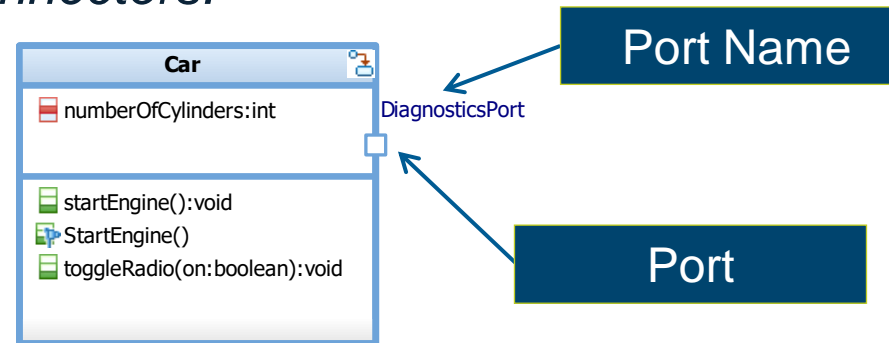 Car
numberOfCylinders:int
DiagnosticsPort
startEngine():void
StartEngine()
toggleRadio(on:boolean):void
Port Name
Port